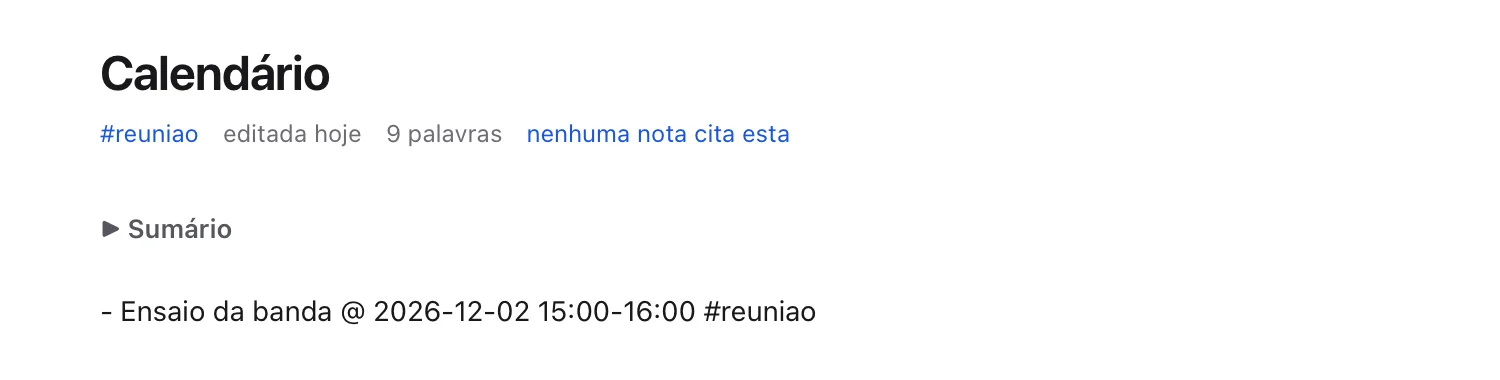 Calendário
#reuniao editada hoje 9 palavras nenhuma nota cita esta
Sumário
- Ensaio da banda @ 2026-12-02 15:00-16:00 #reuniao